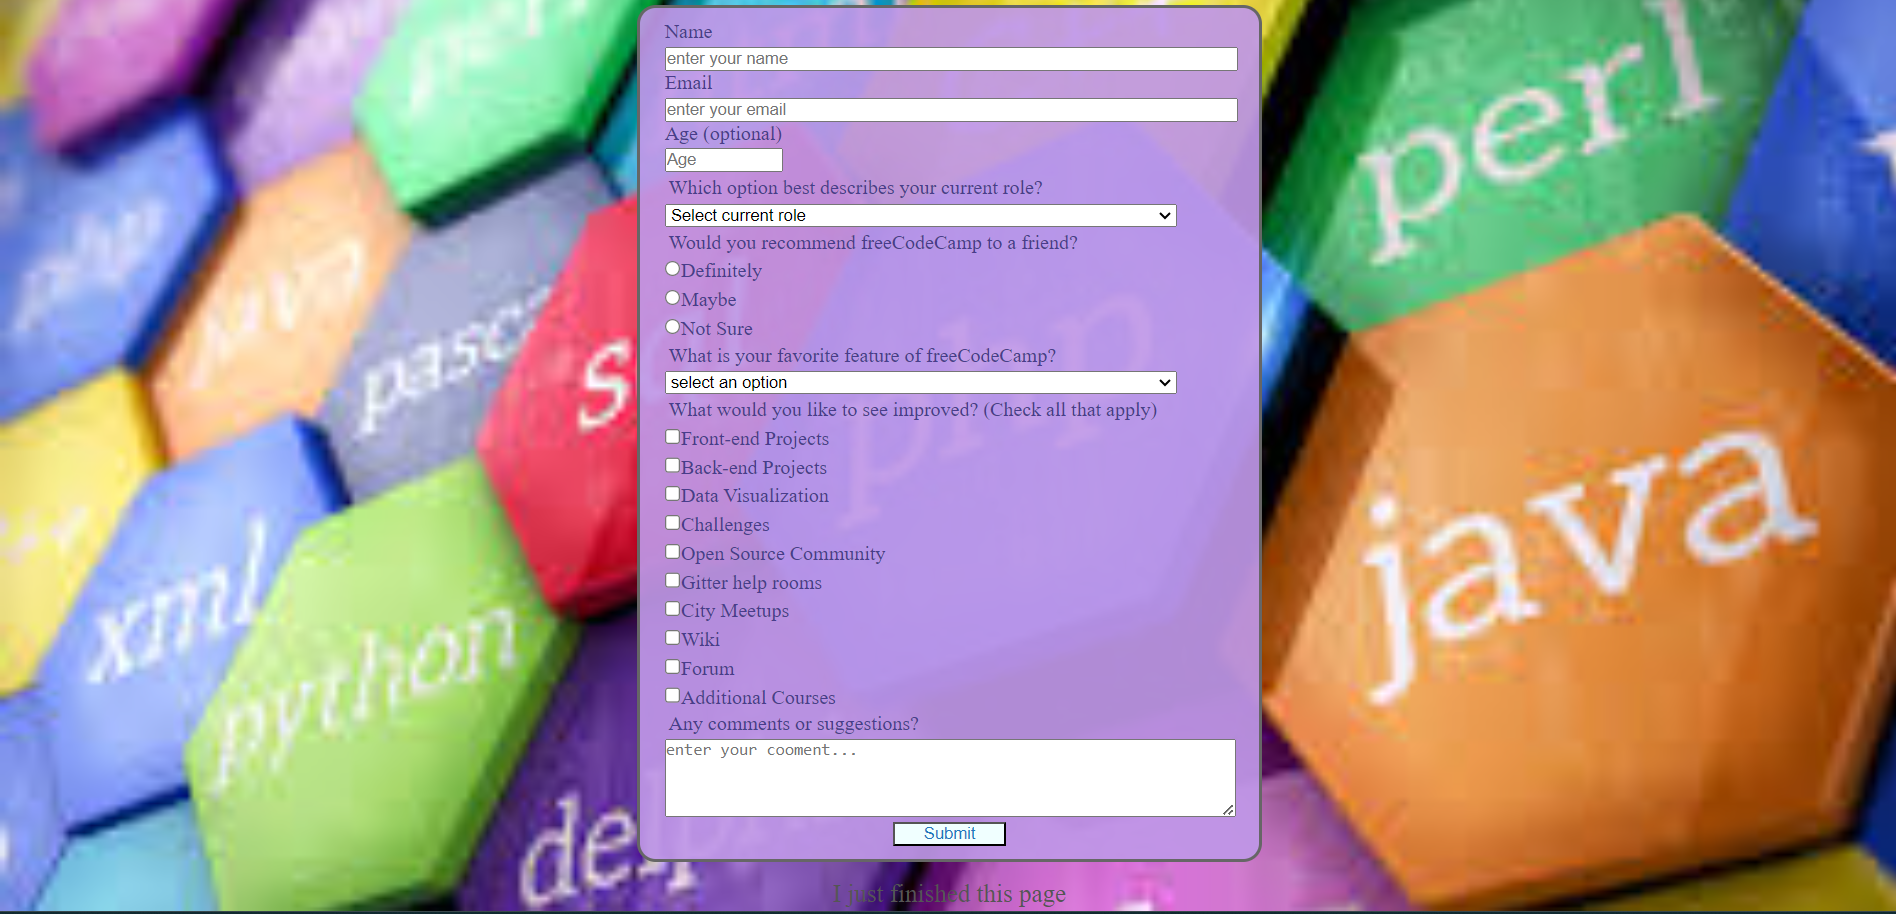 Name
enter your name
Email
enter your email
Age (optional)
Age
Which option best describes your current role?
Select current role
Would you recommend freeCodeCamp to a friend?
Definitely
Maybe
Not Sure
What is your favorite feature of freeCodeCamp?
select an option
What would you like to see improved? (Check all that apply)
Front-end Projects
Back-end Projects
Data Visualization
Challenges
Open Source Community
Gitter help rooms
City Meetups
Wiki
Forum
Additional Courses
Any comments or suggestions?
enter your cooment...
Submit
I just finished this page
perl
php
java
pascal
php
xml
python
java